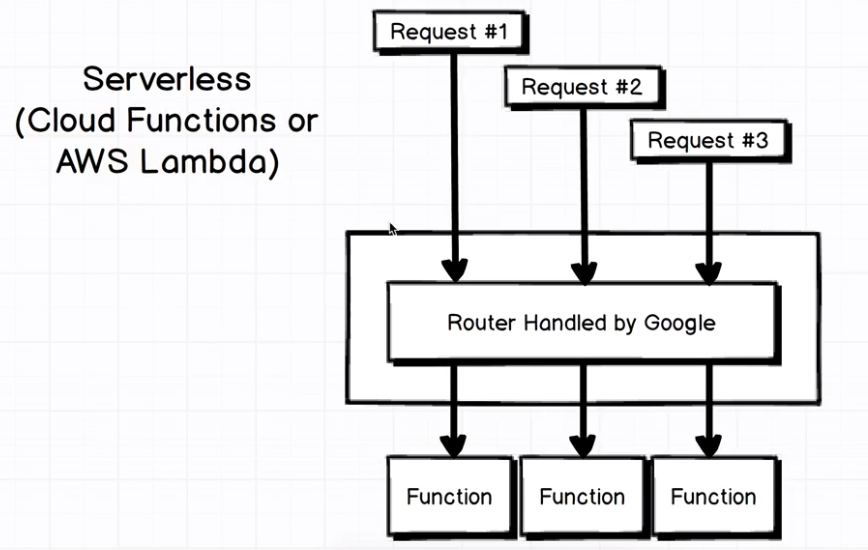 Serverless
(Cloud Functions or
AWS Lambda)
Request #1
Request #2
Request #3
Router Handled by Google
Function
Function
Function